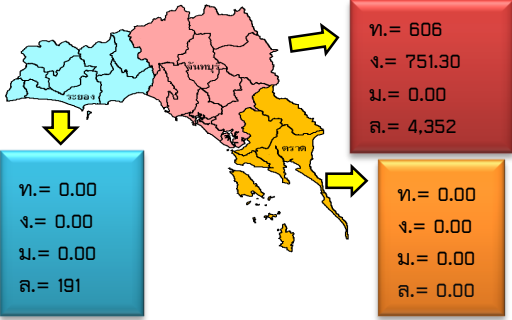 ท.= 606
ง.= 751.30
ม.= 0.00
ล.= 4,352
จันทบุรี
ระยอง
ตราด
ท.= 0.00
ง.= 0.00
ม.= 0.00
ล.= 191
ท.= 0.00
ง.= 0.00
ม.= 0.00
ล.= 0.00